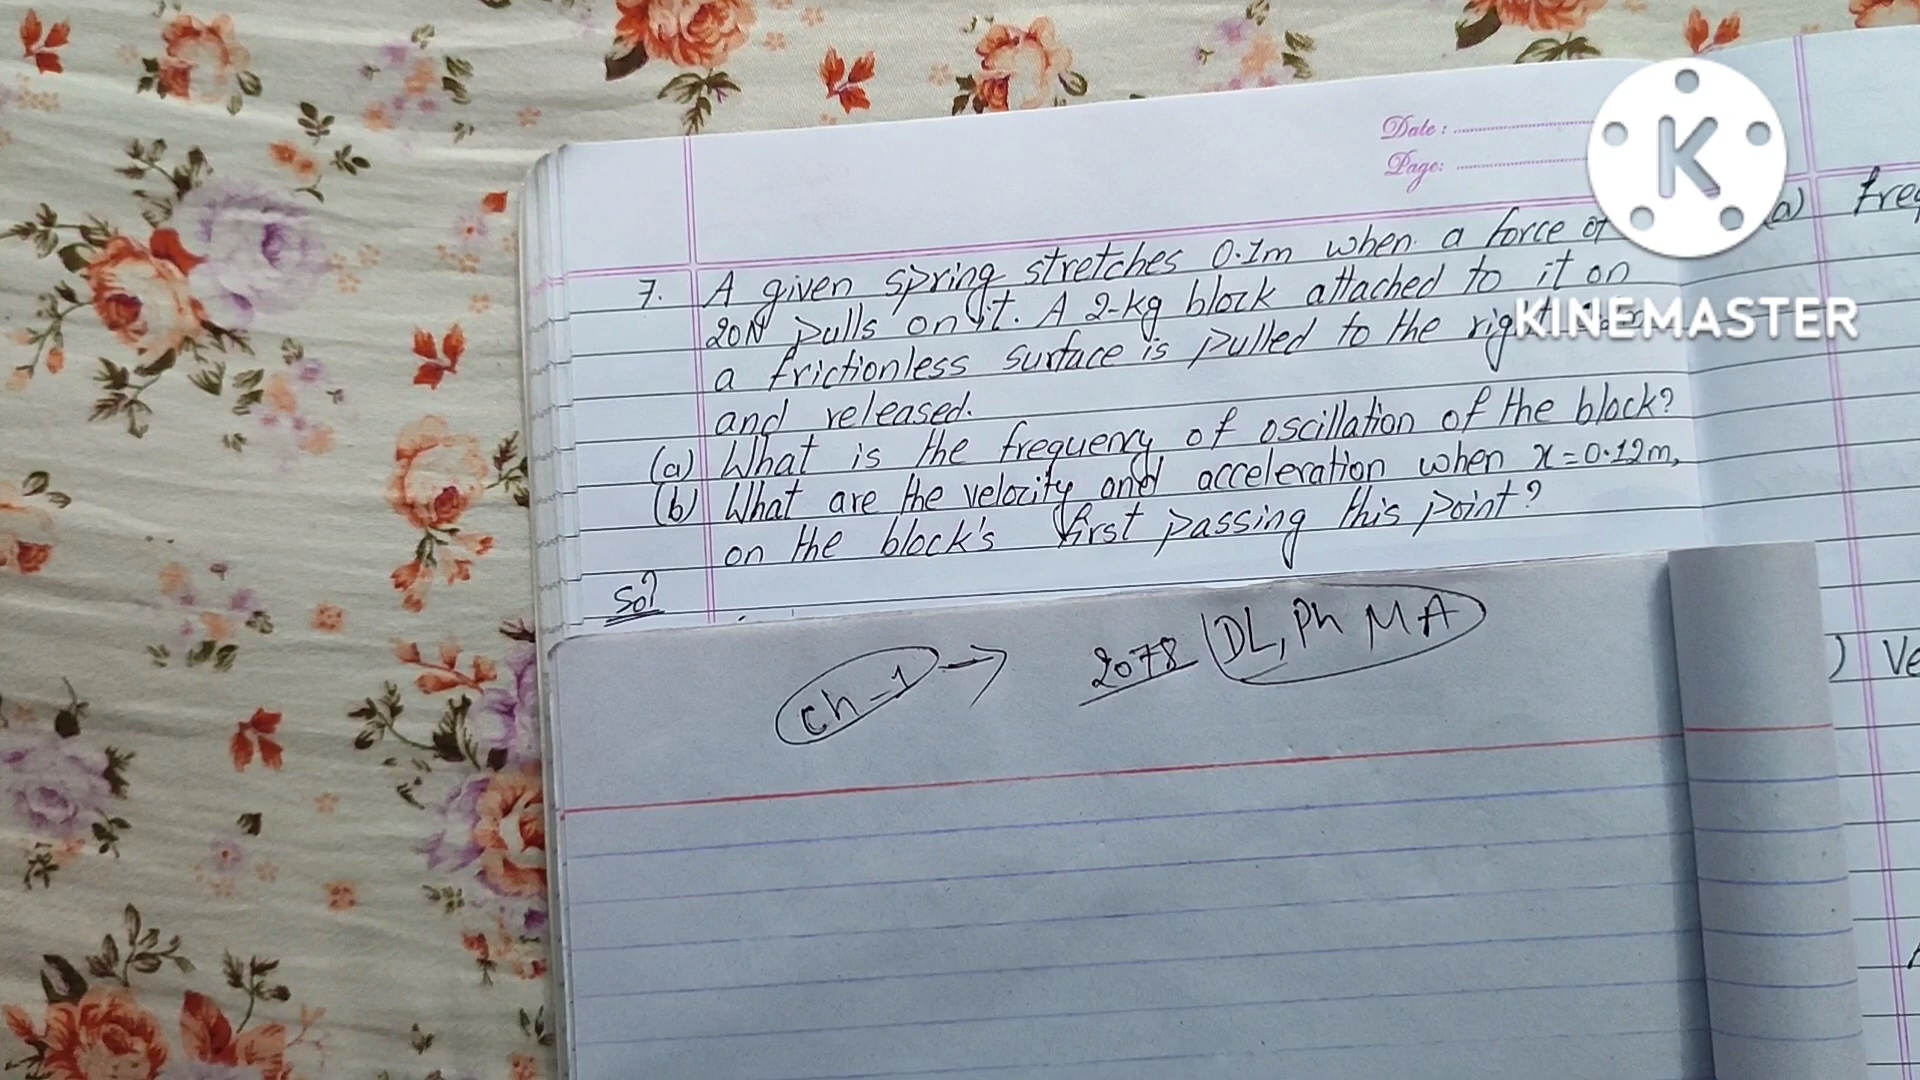 Date:
Page:
K
KINEMASTER
(a) fre
7. A given spring stretches 0.1m when a force of
20N pulls on it. A 2-kg block attached to it on
a frictionless surface is pulled to the right
and released.
(a) What is the frequency of oscillation of the block?
(b) What are the velocity and acceleration when x=0.12m,
on the block's first passing this point?
Sol
Ch-1 → 2078 DL, Ph MA
) Ve